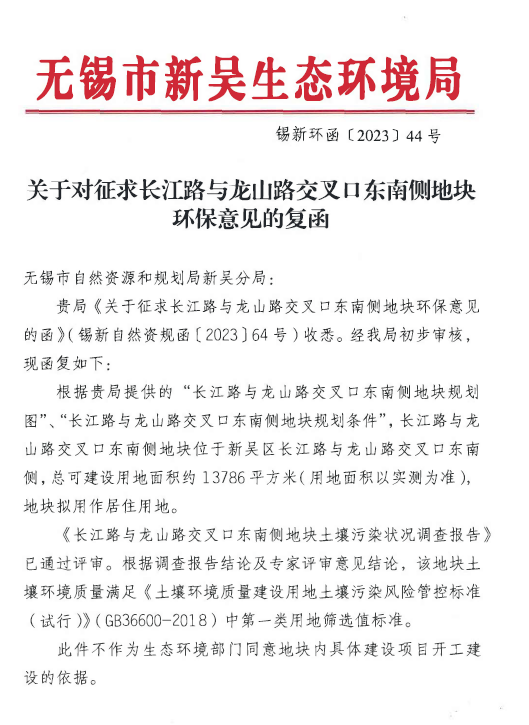 无锡市新吴生态环境局
锡新环函〔2023〕44号
关于对征求长江路与龙山路交叉口东南侧地块
环保意见的复函
无锡市自然资源和规划局新吴分局：
贵局《关于征求长江路与龙山路交叉口东南侧地块环保意见
的函》（锡新自然资规函〔2023〕64号）收悉。经我局初步审核，
现函复如下：
根据贵局提供的“长江路与龙山路交叉口东南侧地块规划
图”、“长江路与龙山路交叉口东南侧地块规划条件”，长江路与龙
山路交叉口东南侧地块位于新吴区长江路与龙山路交叉口东南
侧，总可建设用地面积约13786平方米（用地面积以实测为准），
地块拟用作居住用地。
《长江路与龙山路交叉口东南侧地块土壤污染状况调查报告》
已通过评审。根据调查报告结论及专家评审意见结论，该地块土
壤环境质量满足《土壤环境质量建设用地土壤污染风险管控标准
（试行）》（GB36600-2018）中第一类用地筛选值标准。
此件不作为生态环境部门同意地块内具体建设项目开工建
设的依据。